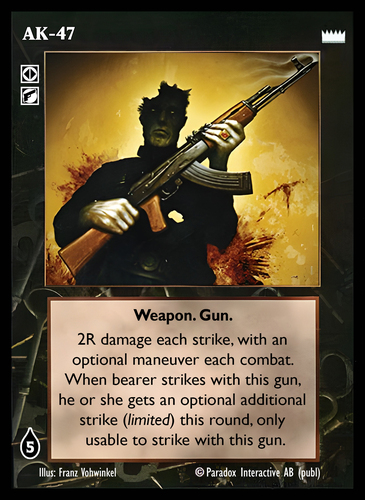 AK-47
Weapon. Gun.
2R damage each strike, with an
optional maneuver each combat.
When bearer strikes with this gun,
he or she gets an optional additional
strike (limited) this round, only
usable to strike with this gun.
5
Illus: Franz Vohwinkel
© Paradox Interactive AB (publ)